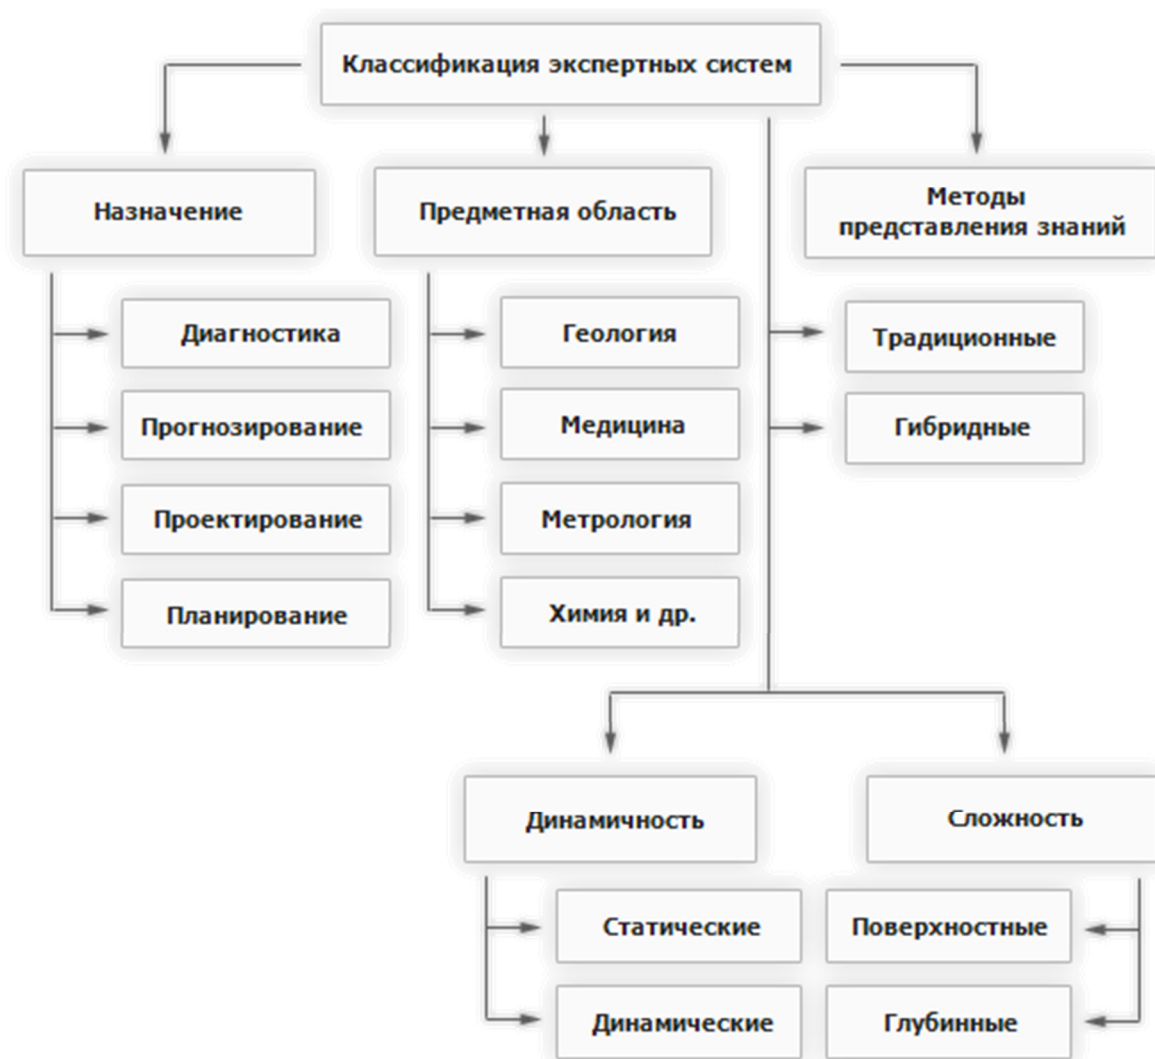 Классификация экспертных систем
Назначение
Предметная область
Методы
представления знаний
Диагностика
Геология
Традиционные
Прогнозирование
Медицина
Гибридные
Проектирование
Метрология
Планирование
Химия и др.
Динамичность
Сложность
Статические
Поверхностные
Динамические
Глубинные